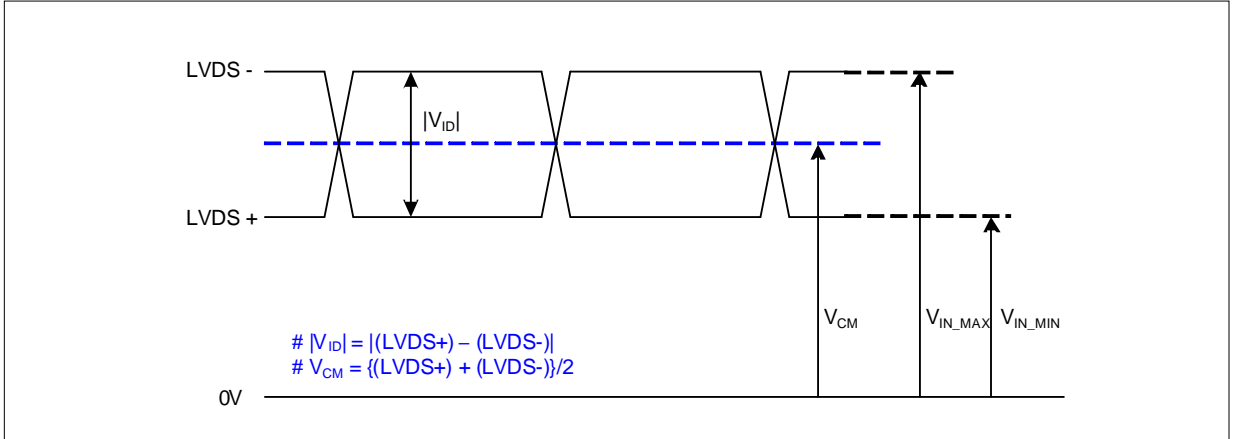 LVDS -
|VID|
LVDS +
VCM
VIN_MAX
VIN_MIN
# |VID| = |(LVDS+) – (LVDS-)|
# VCM = {(LVDS+) + (LVDS-)}/2
0V